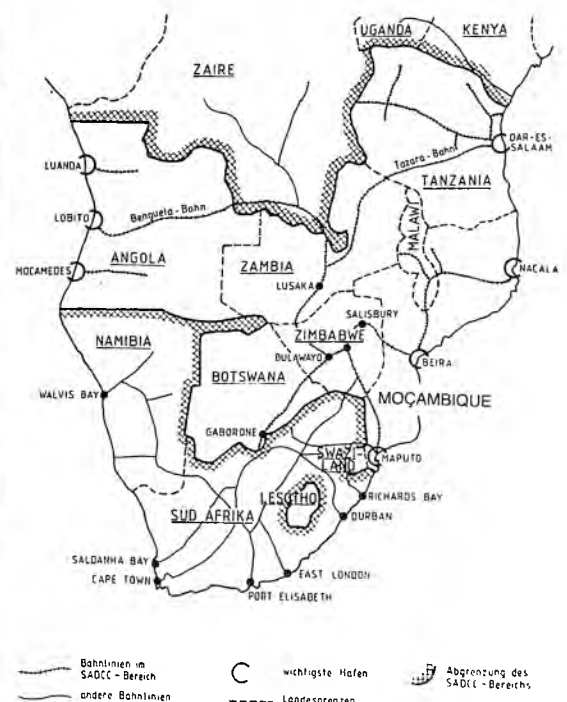 UGANDA
KENYA
ZAIRE
DAR-ES-
SALAAM
Tazara-Bahn
TANZANIA
LUANDA
LOBITO
Benguela-Bahn
MALAWI
ANGOLA
ZAMBIA
MOCAMEDES
NACALA
LUSAKA
SALISBURY
NAMIBIA
ZIMBABWE
BULAWAYO
BEIRA
BOTSWANA
WALVIS BAY
MOÇAMBIQUE
GABORONE
SWAZI-
LAND
MAPUTO
LESOTHO
RICHARDS BAY
SÜD AFRIKA
DURBAN
SALDANHA BAY
EAST LONDON
CAPE TOWN
PORT ELISABETH
Bahnlinien im
SADCC-Bereich
wichtigste Häfen
Abgrenzung des
SADCC-Bereichs
andere Bahnlinien
Landesgrenzen